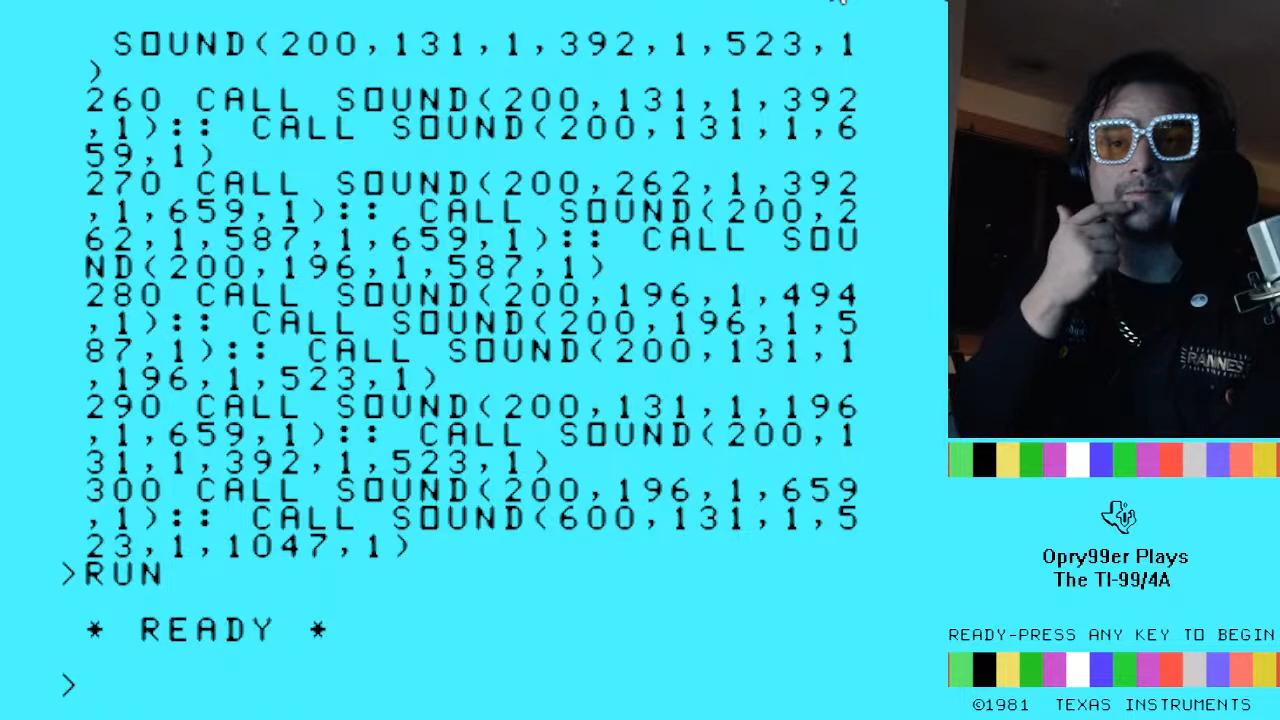 SOUND(200,131,1,392,1,523,1
)
260 CALL SOUND(200,131,1,392
,1):: CALL SOUND(200,131,1,6
59,1)
270 CALL SOUND(200,262,1,392
,1,659,1):: CALL SOUND(200,2
62,1,587,1,659,1):: CALL SOU
ND(200,196,1,587,1)
280 CALL SOUND(200,196,1,494
,1):: CALL SOUND(200,196,1,5
87,1):: CALL SOUND(200,131,1
,196,1,523,1)
290 CALL SOUND(200,131,1,196
,1,659,1):: CALL SOUND(200,1
31,1,392,1,523,1)
300 CALL SOUND(200,196,1,659
,1):: CALL SOUND(600,131,1,5
23,1,1047,1)
>RUN
* READY *
>
Opry99er Plays
The TI-99/4A
READY-PRESS ANY KEY TO BEGIN
©1981 TEXAS INSTRUMENTS